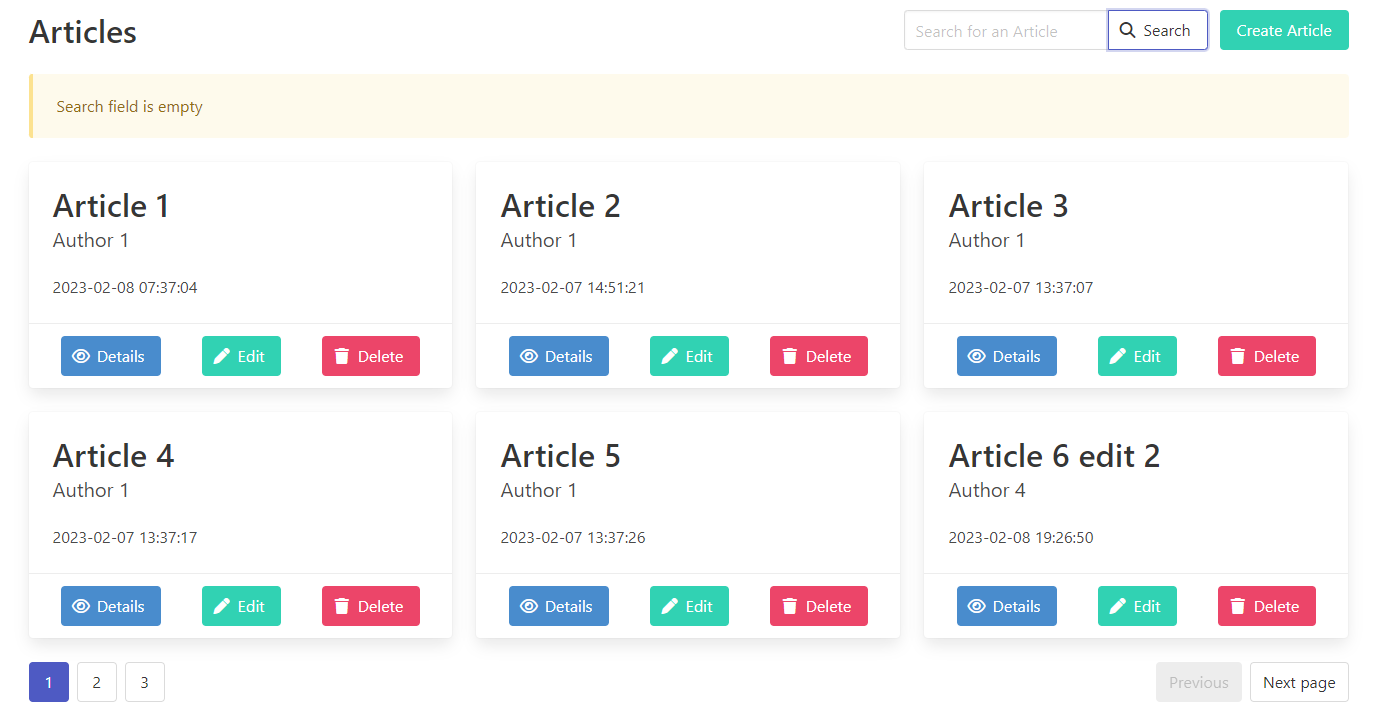 Articles
Search for an Article Search Create Article
Search field is empty
Article 1 Article 2 Article 3
Author 1 Author 1 Author 1
2023-02-08 07:37:04 2023-02-07 14:51:21 2023-02-07 13:37:07
Details Edit Delete Details Edit Delete Details Edit Delete
Article 4 Article 5 Article 6 edit 2
Author 1 Author 1 Author 4
2023-02-07 13:37:17 2023-02-07 13:37:26 2023-02-08 19:26:50
Details Edit Delete Details Edit Delete Details Edit Delete
1 2 3 Previous Next page